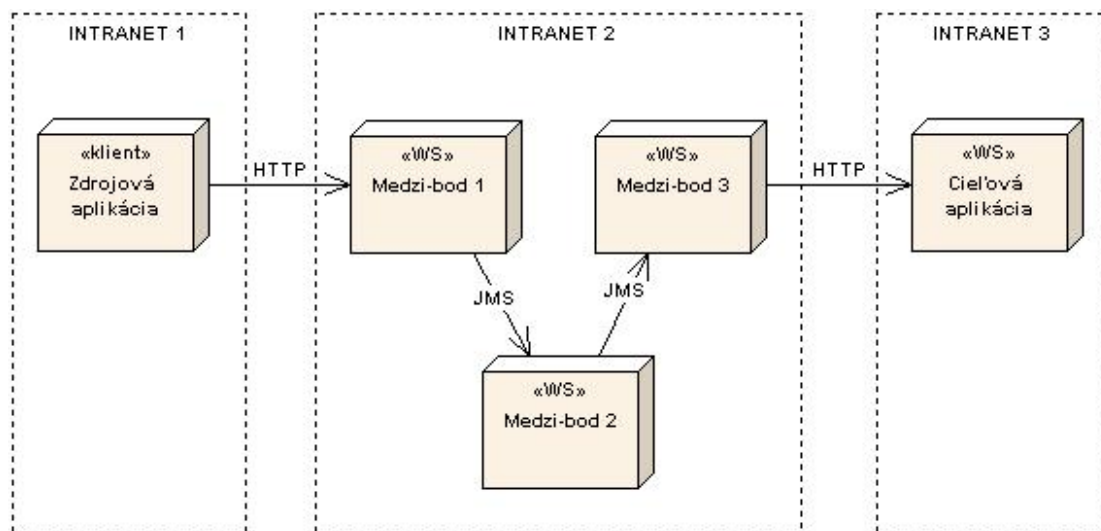 INTRANET 1
INTRANET 2
INTRANET 3
«klient»
Zdrojová
aplikácia
HTTP
«WS»
Medzi-bod 1
«WS»
Medzi-bod 3
HTTP
«WS»
Cieľová
aplikácia
JMS
JMS
«WS»
Medzi-bod 2